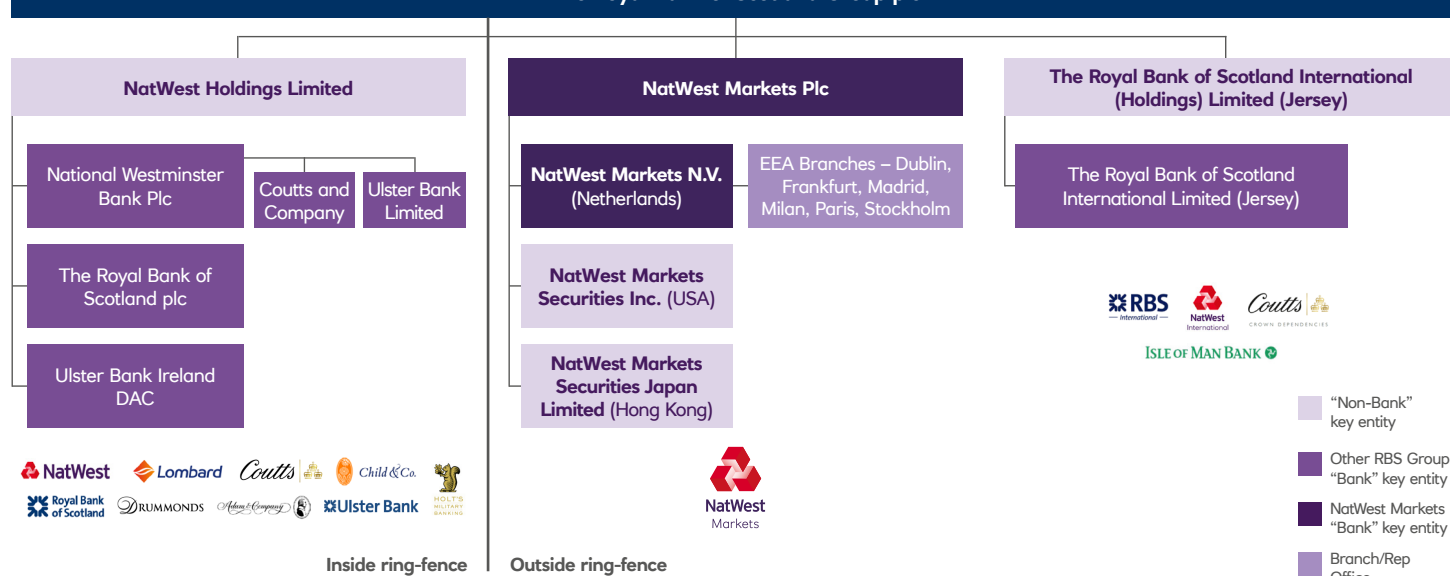 NatWest Holdings Limited
National Westminster
Bank Plc
Coutts and
Company
Ulster Bank
Limited
The Royal Bank of
Scotland plc
Ulster Bank Ireland
DAC
NatWest
Lombard
Coutts
Child & Co.
HOLT'S
MILITARY
BANKING
Royal Bank
of Scotland
DRUMMONDS
Adam & Company
Ulster Bank
Inside ring-fence
NatWest Markets Plc
NatWest Markets N.V.
(Netherlands)
EEA Branches – Dublin,
Frankfurt, Madrid,
Milan, Paris, Stockholm
NatWest Markets
Securities Inc. (USA)
NatWest Markets
Securities Japan
Limited (Hong Kong)
NatWest
Markets
Outside ring-fence
The Royal Bank of Scotland International
(Holdings) Limited (Jersey)
The Royal Bank of Scotland
International Limited (Jersey)
RBS
International
NatWest
International
Coutts
CROWN DEPENDENCIES
ISLE OF MAN BANK
“Non-Bank”
key entity
Other RBS Group
“Bank” key entity
NatWest Markets
“Bank” key entity
Branch/Rep